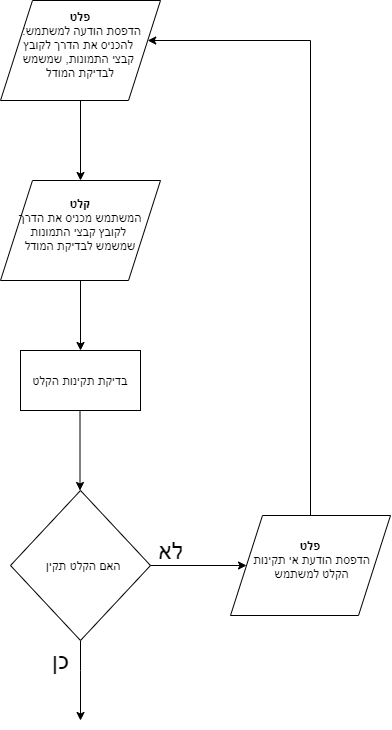 פלט
הדפסת הודעה למשתמש:
להכניס את הדרך לקובץ
קבצי התמונות, שמשמש
לבדיקת המודל
קלט
המשתמש מכניס את הדרך
לקובץ קבצי התמונות
שמשמש לבדיקת המודל
בדיקת תקינות הקלט
האם הקלט תקין
לא
פלט
הדפסת הודעת אי תקינות
הקלט למשתמש
כן